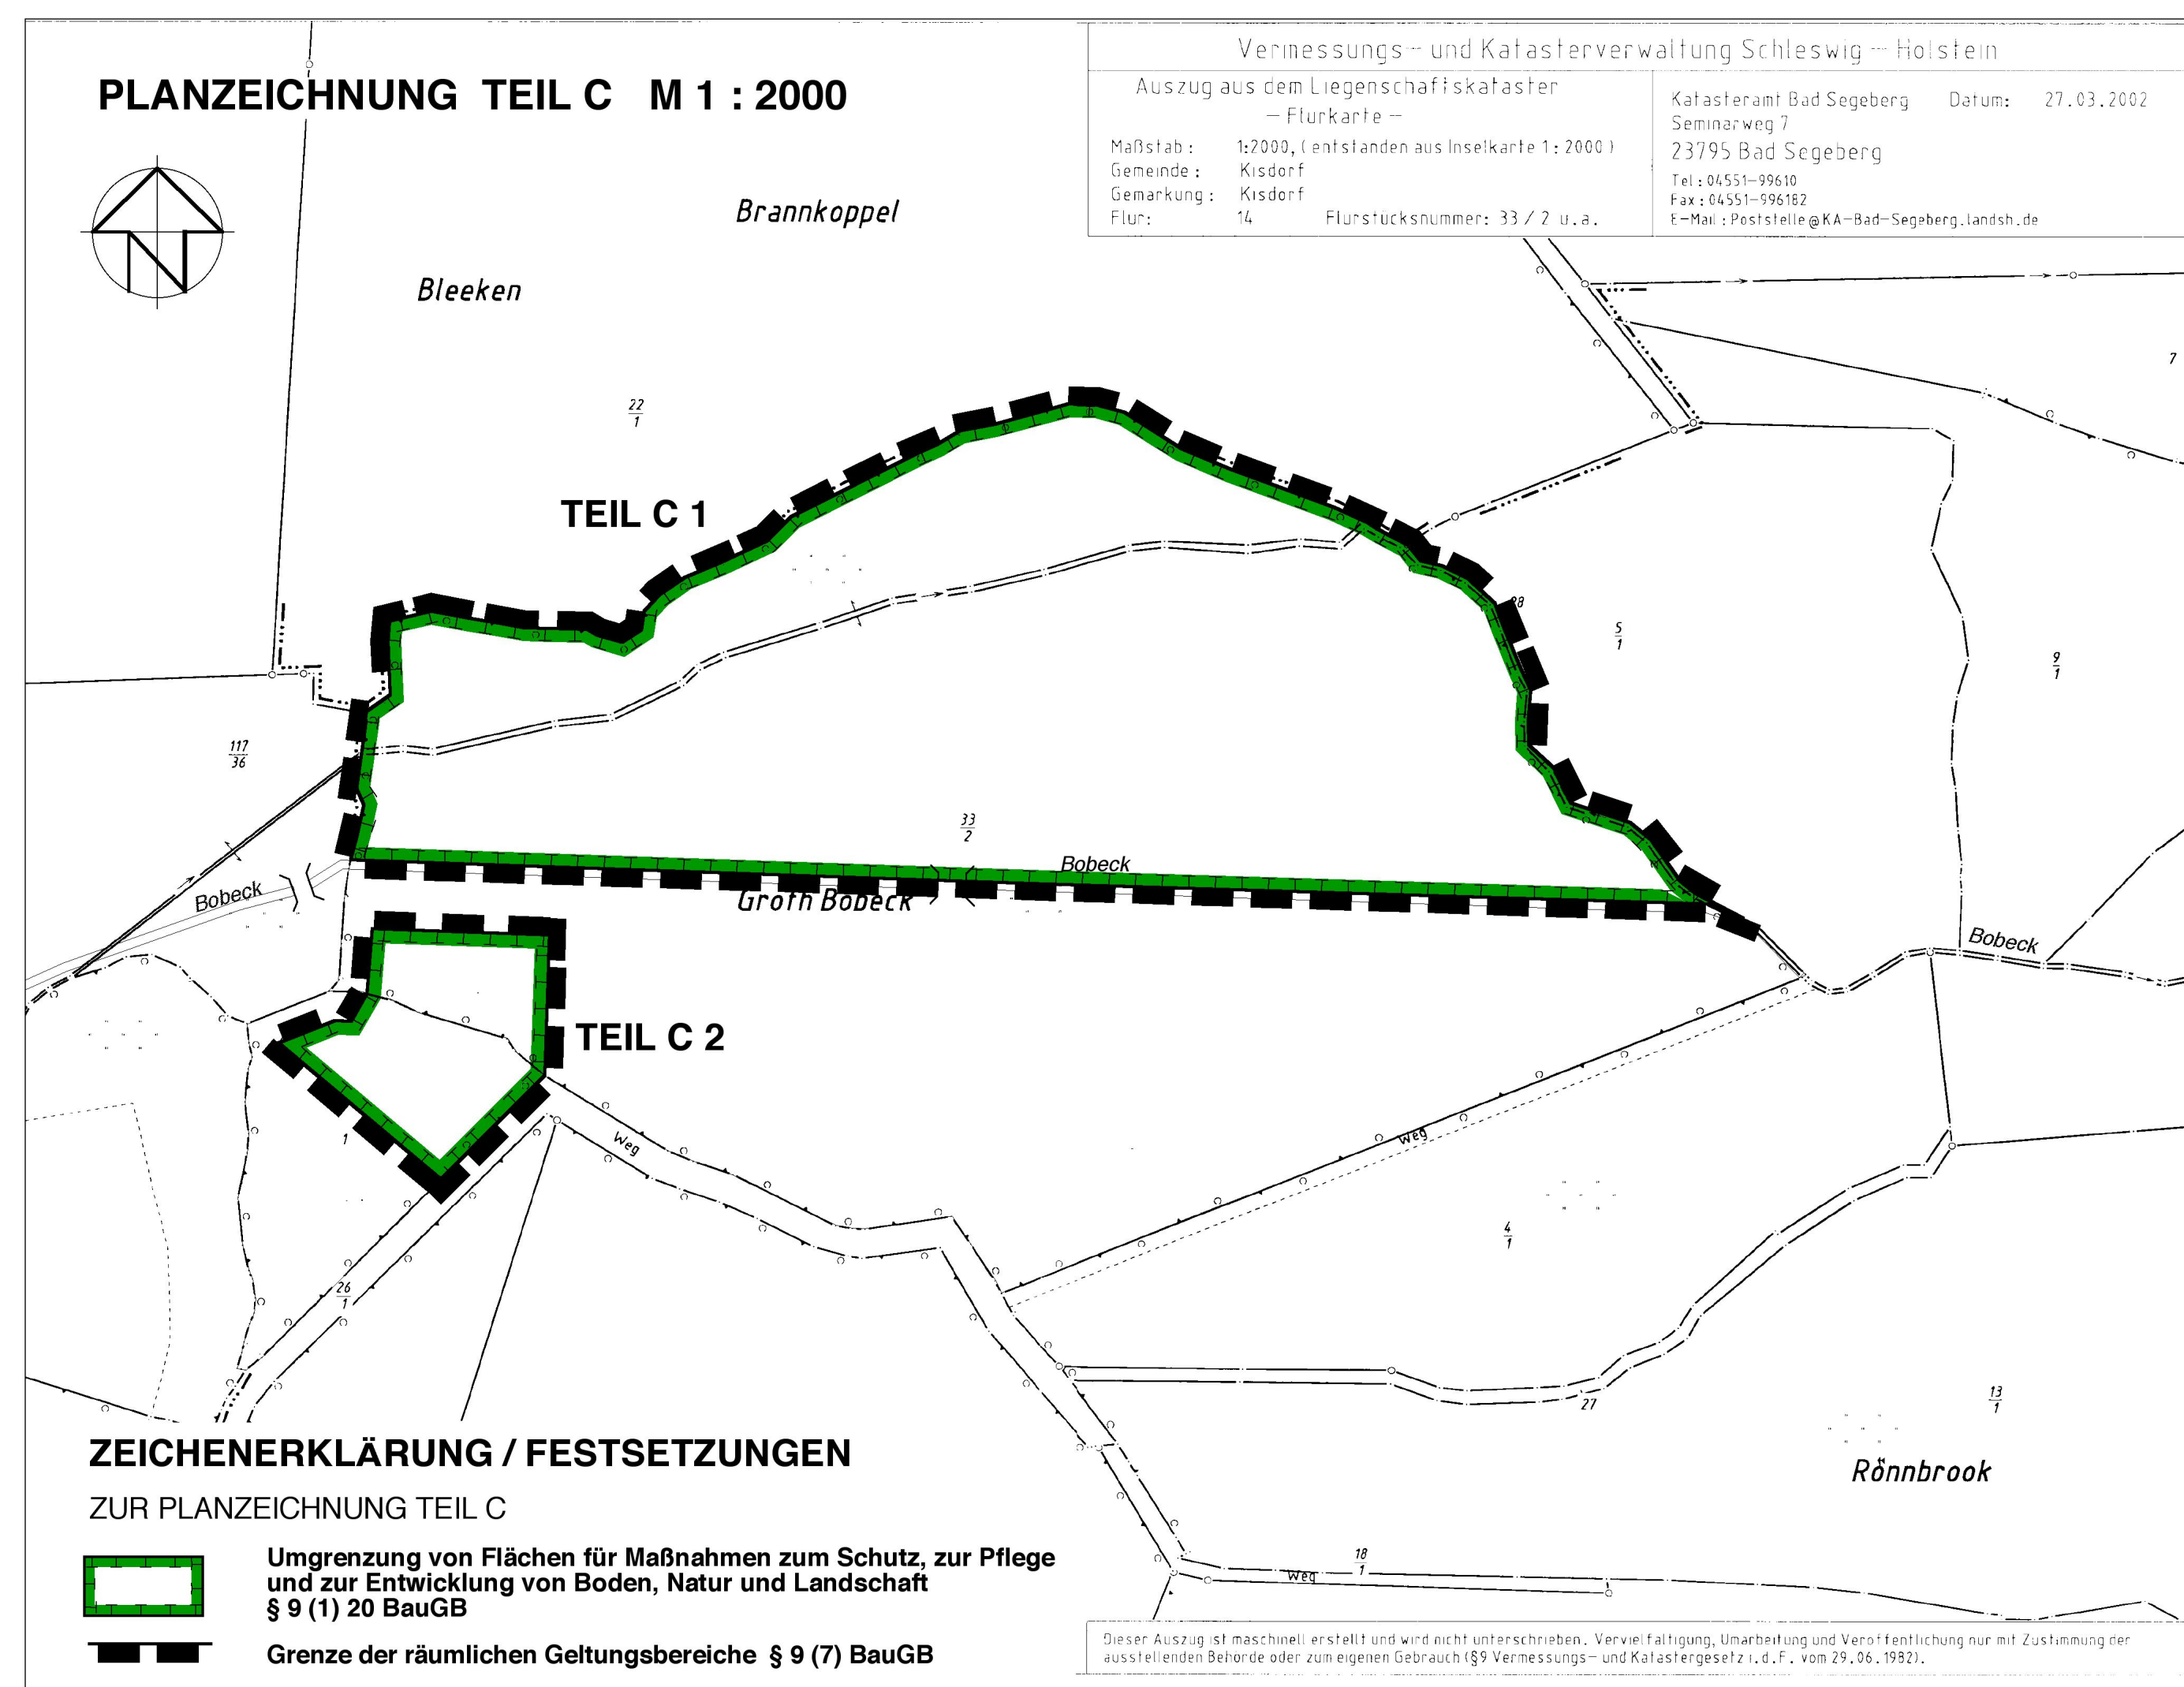 PLANZEICHNUNG TEIL C M 1 : 2000
Vermessungs- und Katasterverwaltung Schleswig - Holstein
Auszug aus dem Liegenschaftskataster
- Flurkarte -
Maßstab : 1:2000, ( entstanden aus Inselkarte 1 : 2000 )
Gemeinde : Kisdorf
Gemarkung : Kisdorf
Flur: 14 Flurstücksnummer: 33 / 2 u.a.
Katasteramt Bad Segeberg Datum: 27.03.2002
Seminarweg 7
23795 Bad Segeberg
Tel : 04551-99610
Fax : 04551-996182
E-Mail : Poststelle@KA-Bad-Segeberg.landsh.de
N
Brannkoppel
Bleeken
7
22
1
TEIL C 1
28
5
1
9
1
117
36
33
2
Bobeck
Bobeck
Groth Bobeck
Bobeck
TEIL C 2
1
Weg
Weg
4
1
26
1
27
13
1
Rönnbrook
18
1
Weg
ZEICHENERKLÄRUNG / FESTSETZUNGEN
ZUR PLANZEICHNUNG TEIL C
Umgrenzung von Flächen für Maßnahmen zum Schutz, zur Pflege
und zur Entwicklung von Boden, Natur und Landschaft
§ 9 (1) 20 BauGB
Grenze der räumlichen Geltungsbereiche § 9 (7) BauGB
Dieser Auszug ist maschinell erstellt und wird nicht unterschrieben. Vervielfältigung, Umarbeitung und Veröffentlichung nur mit Zustimmung der
ausstellenden Behörde oder zum eigenen Gebrauch (§9 Vermessungs- und Katastergesetz i.d.F. vom 29.06.1982).